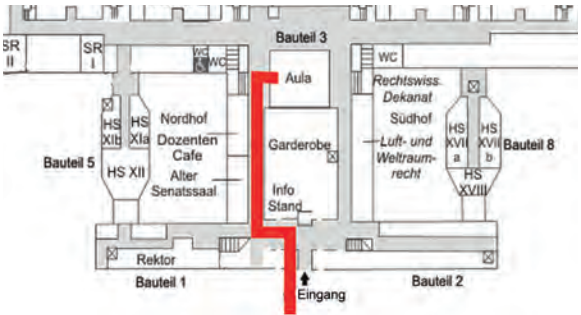 SR
II
SR
I
WC
WC
Bauteil 3
WC
Aula
Rechtswiss.
Dekanat
HS
XIb
HS
XIa
Nordhof
Dozenten
Cafe
Garderobe
Südhof
Luft- und
Weltraum-
recht
HS
XVII
a
HS
XVII
b
Bauteil 5
Bauteil 8
HS XII
Alter
Senatssaal
Info
Stand
HS
XVIII
Rektor
Bauteil 1
Eingang
Bauteil 2